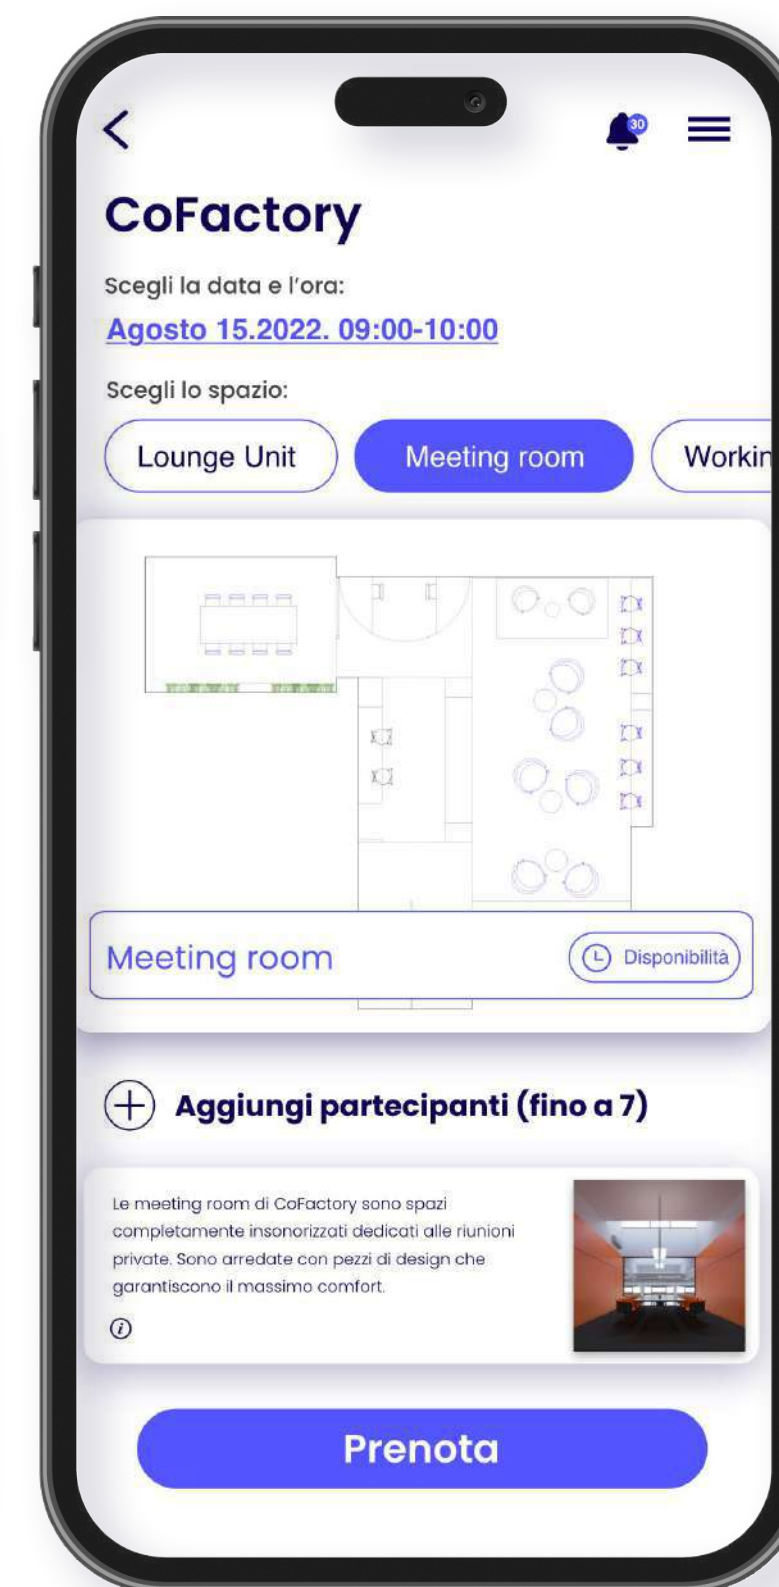 30
CoFactory
Scegli la data e l'ora:
Agosto 15.2022. 09:00-10:00
Scegli lo spazio:
Lounge Unit
Meeting room
Workin
Meeting room
Disponibilità
Aggiungi partecipanti (fino a 7)
Le meeting room di CoFactory sono spazi
completamente insonorizzati dedicati alle riunioni
private. Sono arredate con pezzi di design che
garantiscono il massimo comfort.
i
Prenota